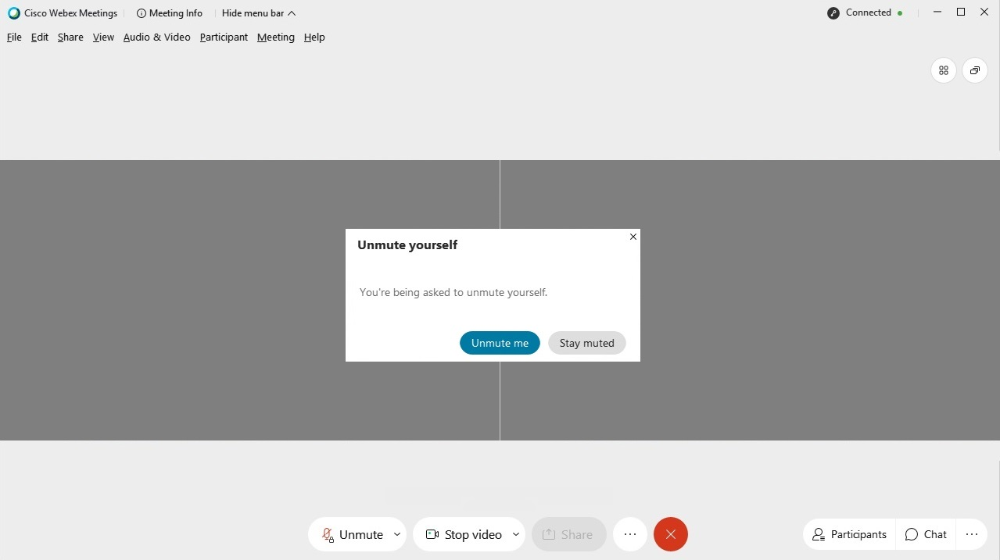 Cisco Webex Meetings Meeting Info Hide menu bar Connected
File Edit Share View Audio & Video Participant Meeting Help
Unmute yourself
You're being asked to unmute yourself.
Unmute me Stay muted
Unmute Stop video Share Participants Chat